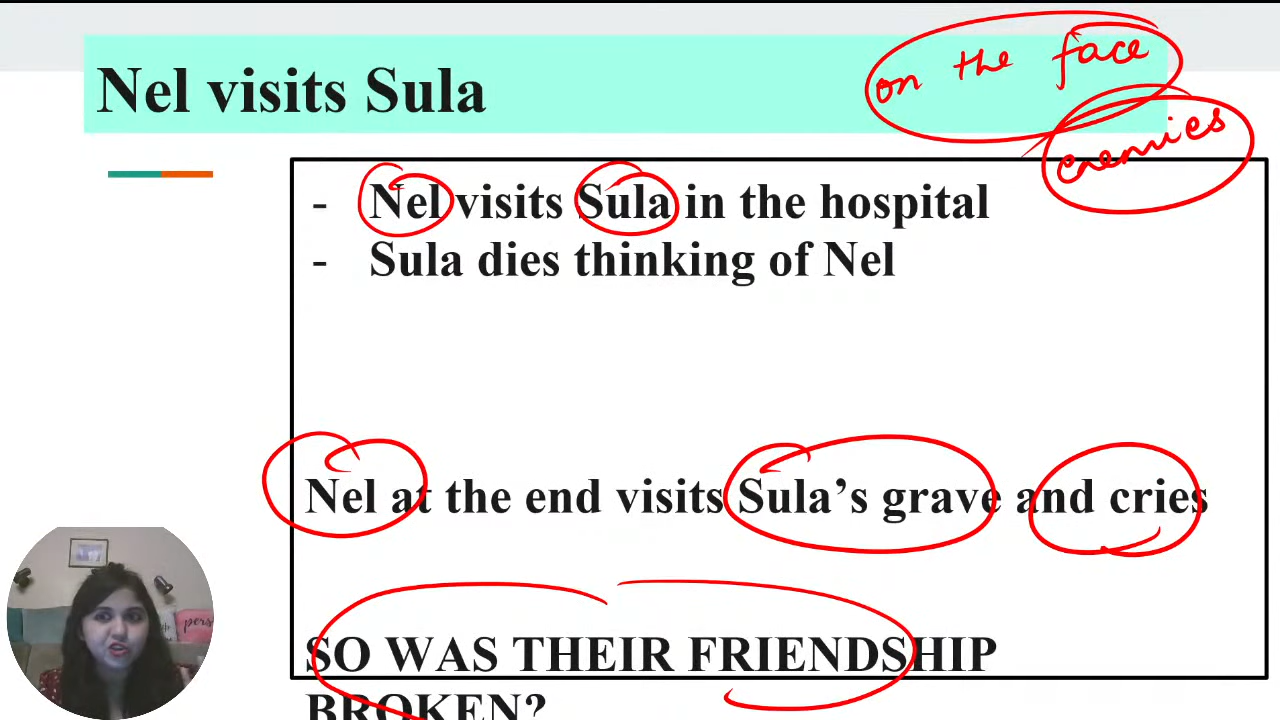 on the face
Nel visits Sula
enemies
- Nel visits Sula in the hospital
- Sula dies thinking of Nel
Nel at the end visits Sula’s grave and cries
SO WAS THEIR FRIENDSHIP
BROKEN?
pers